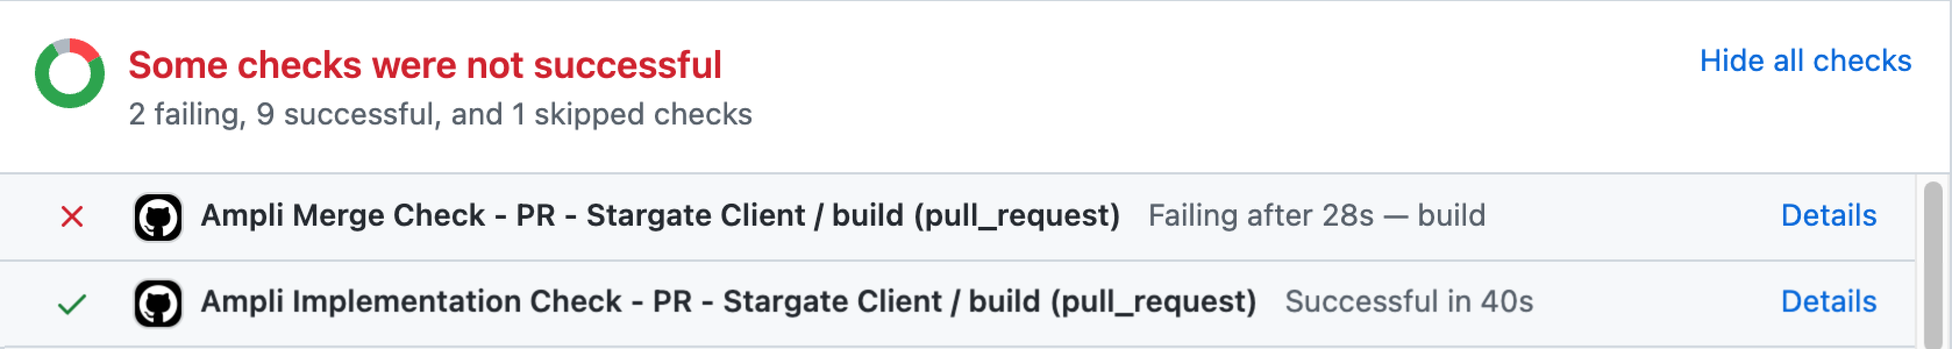 Some checks were not successful
Hide all checks
2 failing, 9 successful, and 1 skipped checks
Ampli Merge Check - PR - Stargate Client / build (pull_request) Failing after 28s — build Details
Ampli Implementation Check - PR - Stargate Client / build (pull_request) Successful in 40s Details